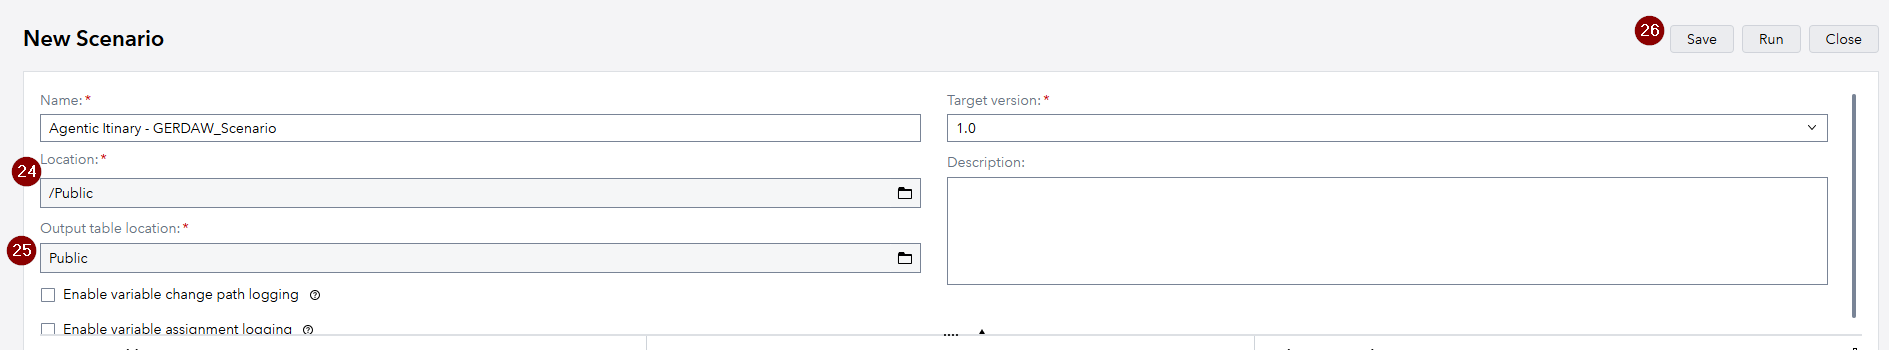 New Scenario
26
Save
Run
Close
Name:*
Agentic Itinary - GERDAW_Scenario
Target version:*
1.0
24
Location:*
/Public
Description:
25
Output table location:*
Public
Enable variable change path logging
Enable variable assignment logging